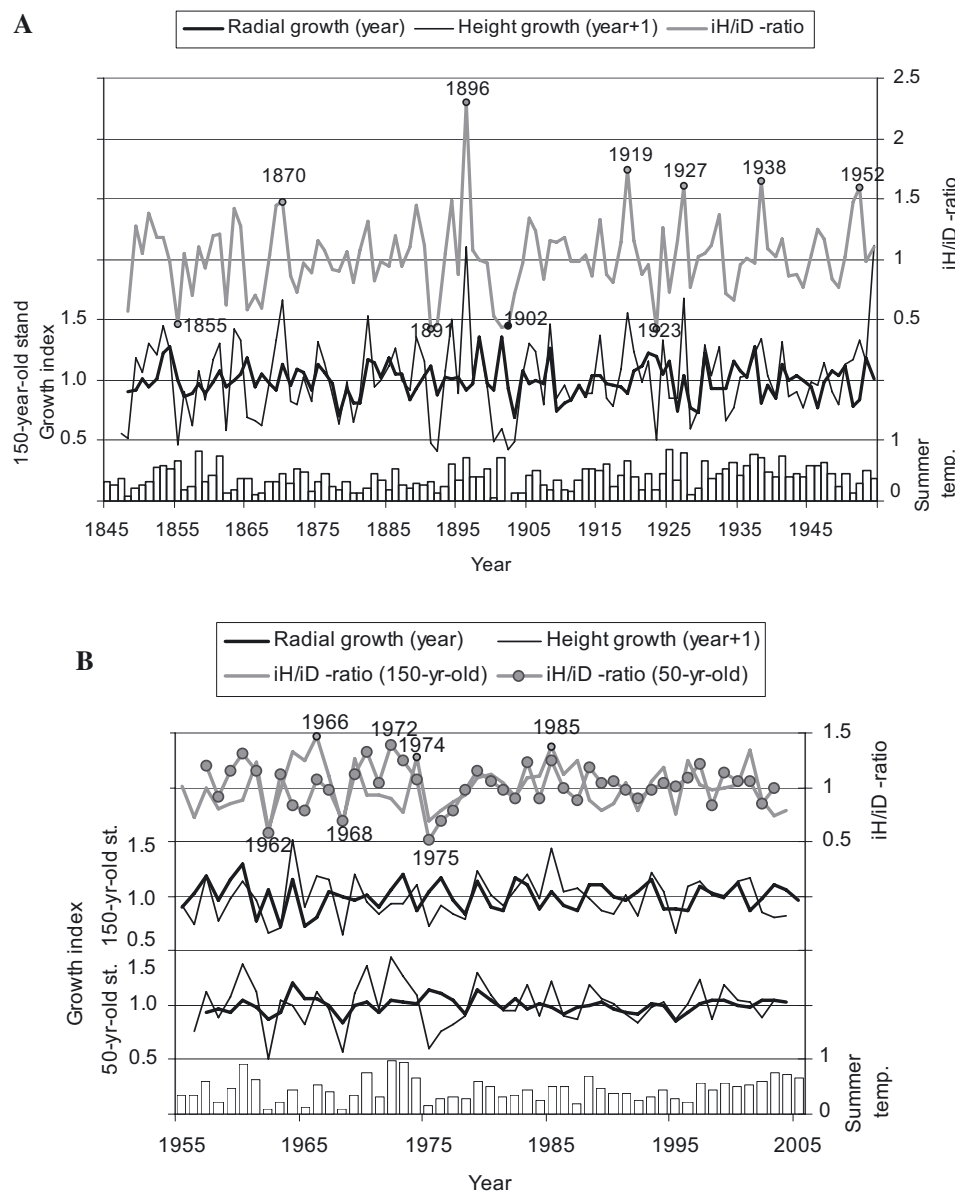 A
Radial growth (year) Height growth (year+1) iH/iD -ratio
2.5
1896
2
1919
1927
1938
1952
1870
1.5
1
iH/iD -ratio
1.5
1855
1891
1902
1923
0.5
1.0
0.5
1
0
150-year-old stand
Growth index
Summer
temp.
1845 1855 1865 1875 1885 1895 1905 1915 1925 1935 1945
Year
B
Radial growth (year) Height growth (year+1)
iH/iD -ratio (150-yr-old) iH/iD -ratio (50-yr-old)
1966
1972
1974
1985
1.5
1
0.5
iH/iD -ratio
1962
1968
1975
1.5
1.0
0.5
150-yr-old st.
Growth index
1.5
1.0
0.5
50-yr-old st.
1
0
Summer
temp.
1955 1965 1975 1985 1995 2005
Year